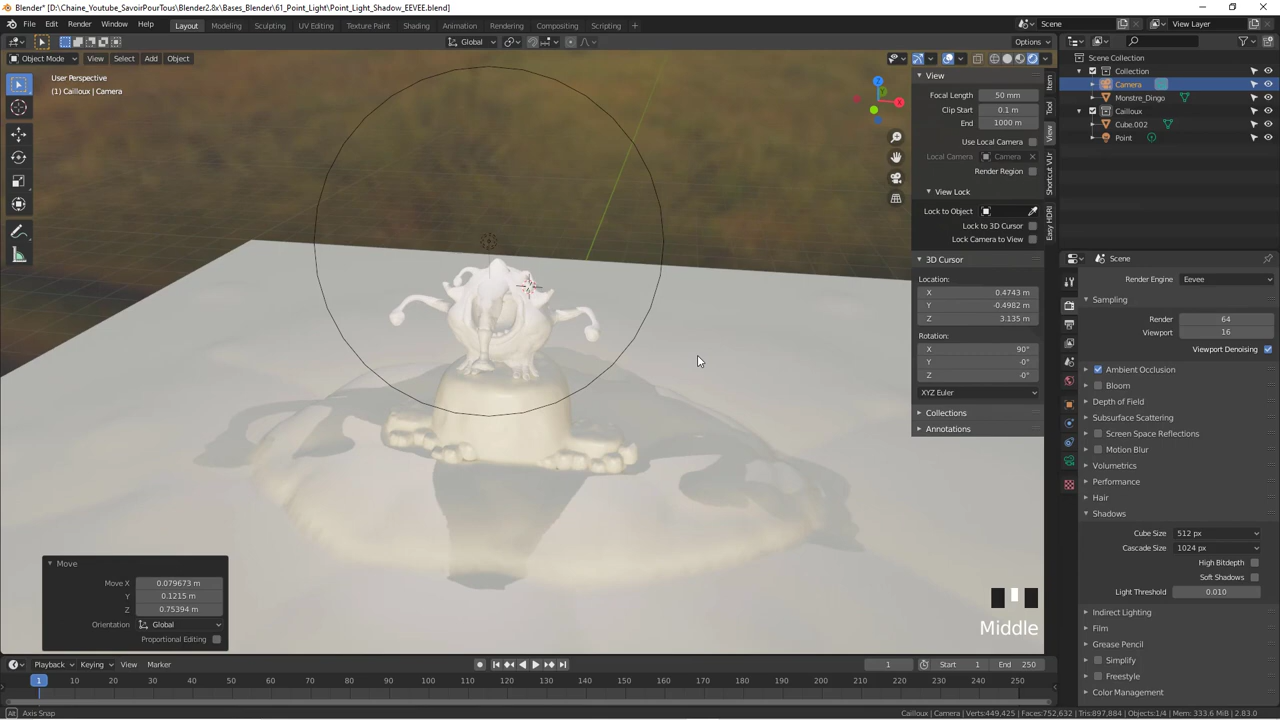 Blender* [D:\Chaine_Youtube_SavoirPourTous\Blender2.8x\Bases_Blender\61_Point_Light\Point_Light_Shadow_EEVEE.blend]
File Edit Render Window Help Layout Modeling Sculpting UV Editing Texture Paint Shading Animation Rendering Compositing Scripting + Scene View Layer
Global Options
Object Mode View Select Add Object
User Perspective
(1) Cailloux | Camera
View
Focal Length 50 mm
Clip Start 0.1 m
End 1000 m
Use Local Camera
Local Camera Camera
Render Region
View Lock
Lock to Object
Lock to 3D Cursor
Lock Camera to View
3D Cursor
Location:
X 0.4743 m
Y -0.4982 m
Z 3.135 m
Rotation:
X 90°
Y -0°
Z -0°
XYZ Euler
Collections
Annotations
Item
Tool
View
Shortcut VUr
Easy HDRI
Scene Collection
Collection
Camera
Monstre_Dingo
Cailloux
Cube.002
Point
Scene
Render Engine Eevee
Sampling
Render 64
Viewport 16
Viewport Denoising
Ambient Occlusion
Bloom
Depth of Field
Subsurface Scattering
Screen Space Reflections
Motion Blur
Volumetrics
Performance
Hair
Shadows
Cube Size 512 px
Cascade Size 1024 px
High Bitdepth
Soft Shadows
Light Threshold 0.010
Indirect Lighting
Film
Grease Pencil
Simplify
Freestyle
Color Management
Move
Move X 0.079673 m
Y 0.1215 m
Z 0.75394 m
Orientation Global
Proportional Editing
Middle
Playback Keying View Marker 1 Start 1 End 250
1 10 20 30 40 50 60 70 80 90 100 110 120 130 140 150 160 170 180 190 200 210 220 230 240 250
Axis Snap Cailloux | Camera | Verts:449,425 | Faces:752,632 | Tris:897,884 | Objects:1/4 | Mem: 333.6 MiB | 2.83.0